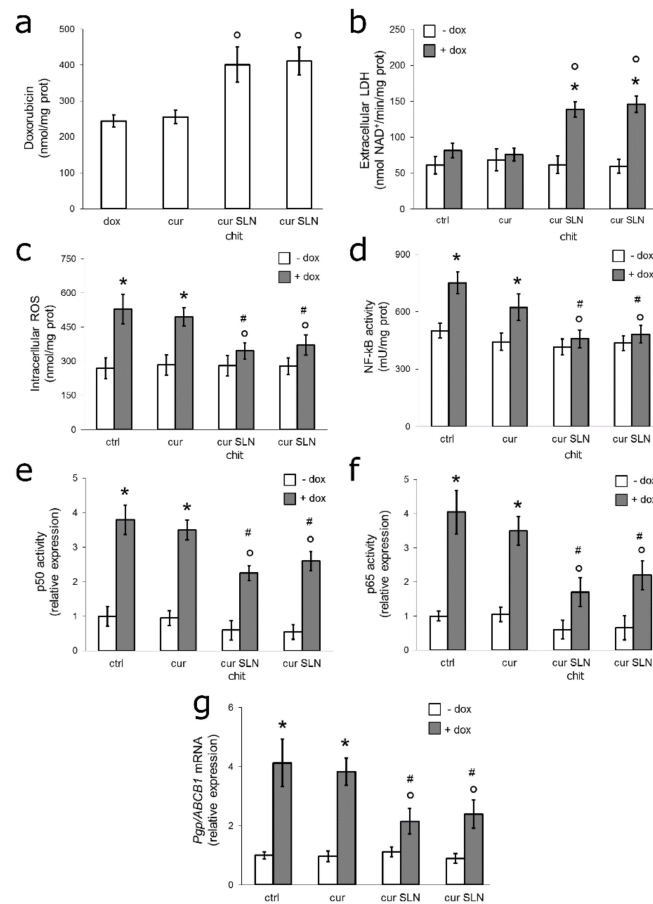 a
Doxorubicin
(nmol/mg prot)
500
400
300
200
100
0
dox
cur
cur SLN
cur SLN
chit
b
- dox
+ dox
Extracellular LDH
(nmol NAD⁺/min/mg prot)
200
150
100
50
0
*
*
ctrl
cur
cur SLN
cur SLN
chit
c
- dox
+ dox
Intracerllular ROS
(nmol/mg prot)
750
600
450
300
150
0
*
*
#
#
ctrl
cur
cur SLN
cur SLN
chit
d
- dox
+ dox
NF-kB activity
(mU/mg prot)
900
600
300
0
*
*
#
#
ctrl
cur
cur SLN
cur SLN
chit
e
- dox
+ dox
p50 activity
(relative expression)
5
4
3
2
1
0
*
*
#
#
ctrl
cur
cur SLN
cur SLN
chit
f
- dox
+ dox
p65 activity
(relative expression)
5
4
3
2
1
0
*
*
#
#
ctrl
cur
cur SLN
cur SLN
chit
g
- dox
+ dox
Pgp/ABCB1 mRNA
(relative expression)
6
4
2
0
*
*
#
#
ctrl
cur
cur SLN
cur SLN